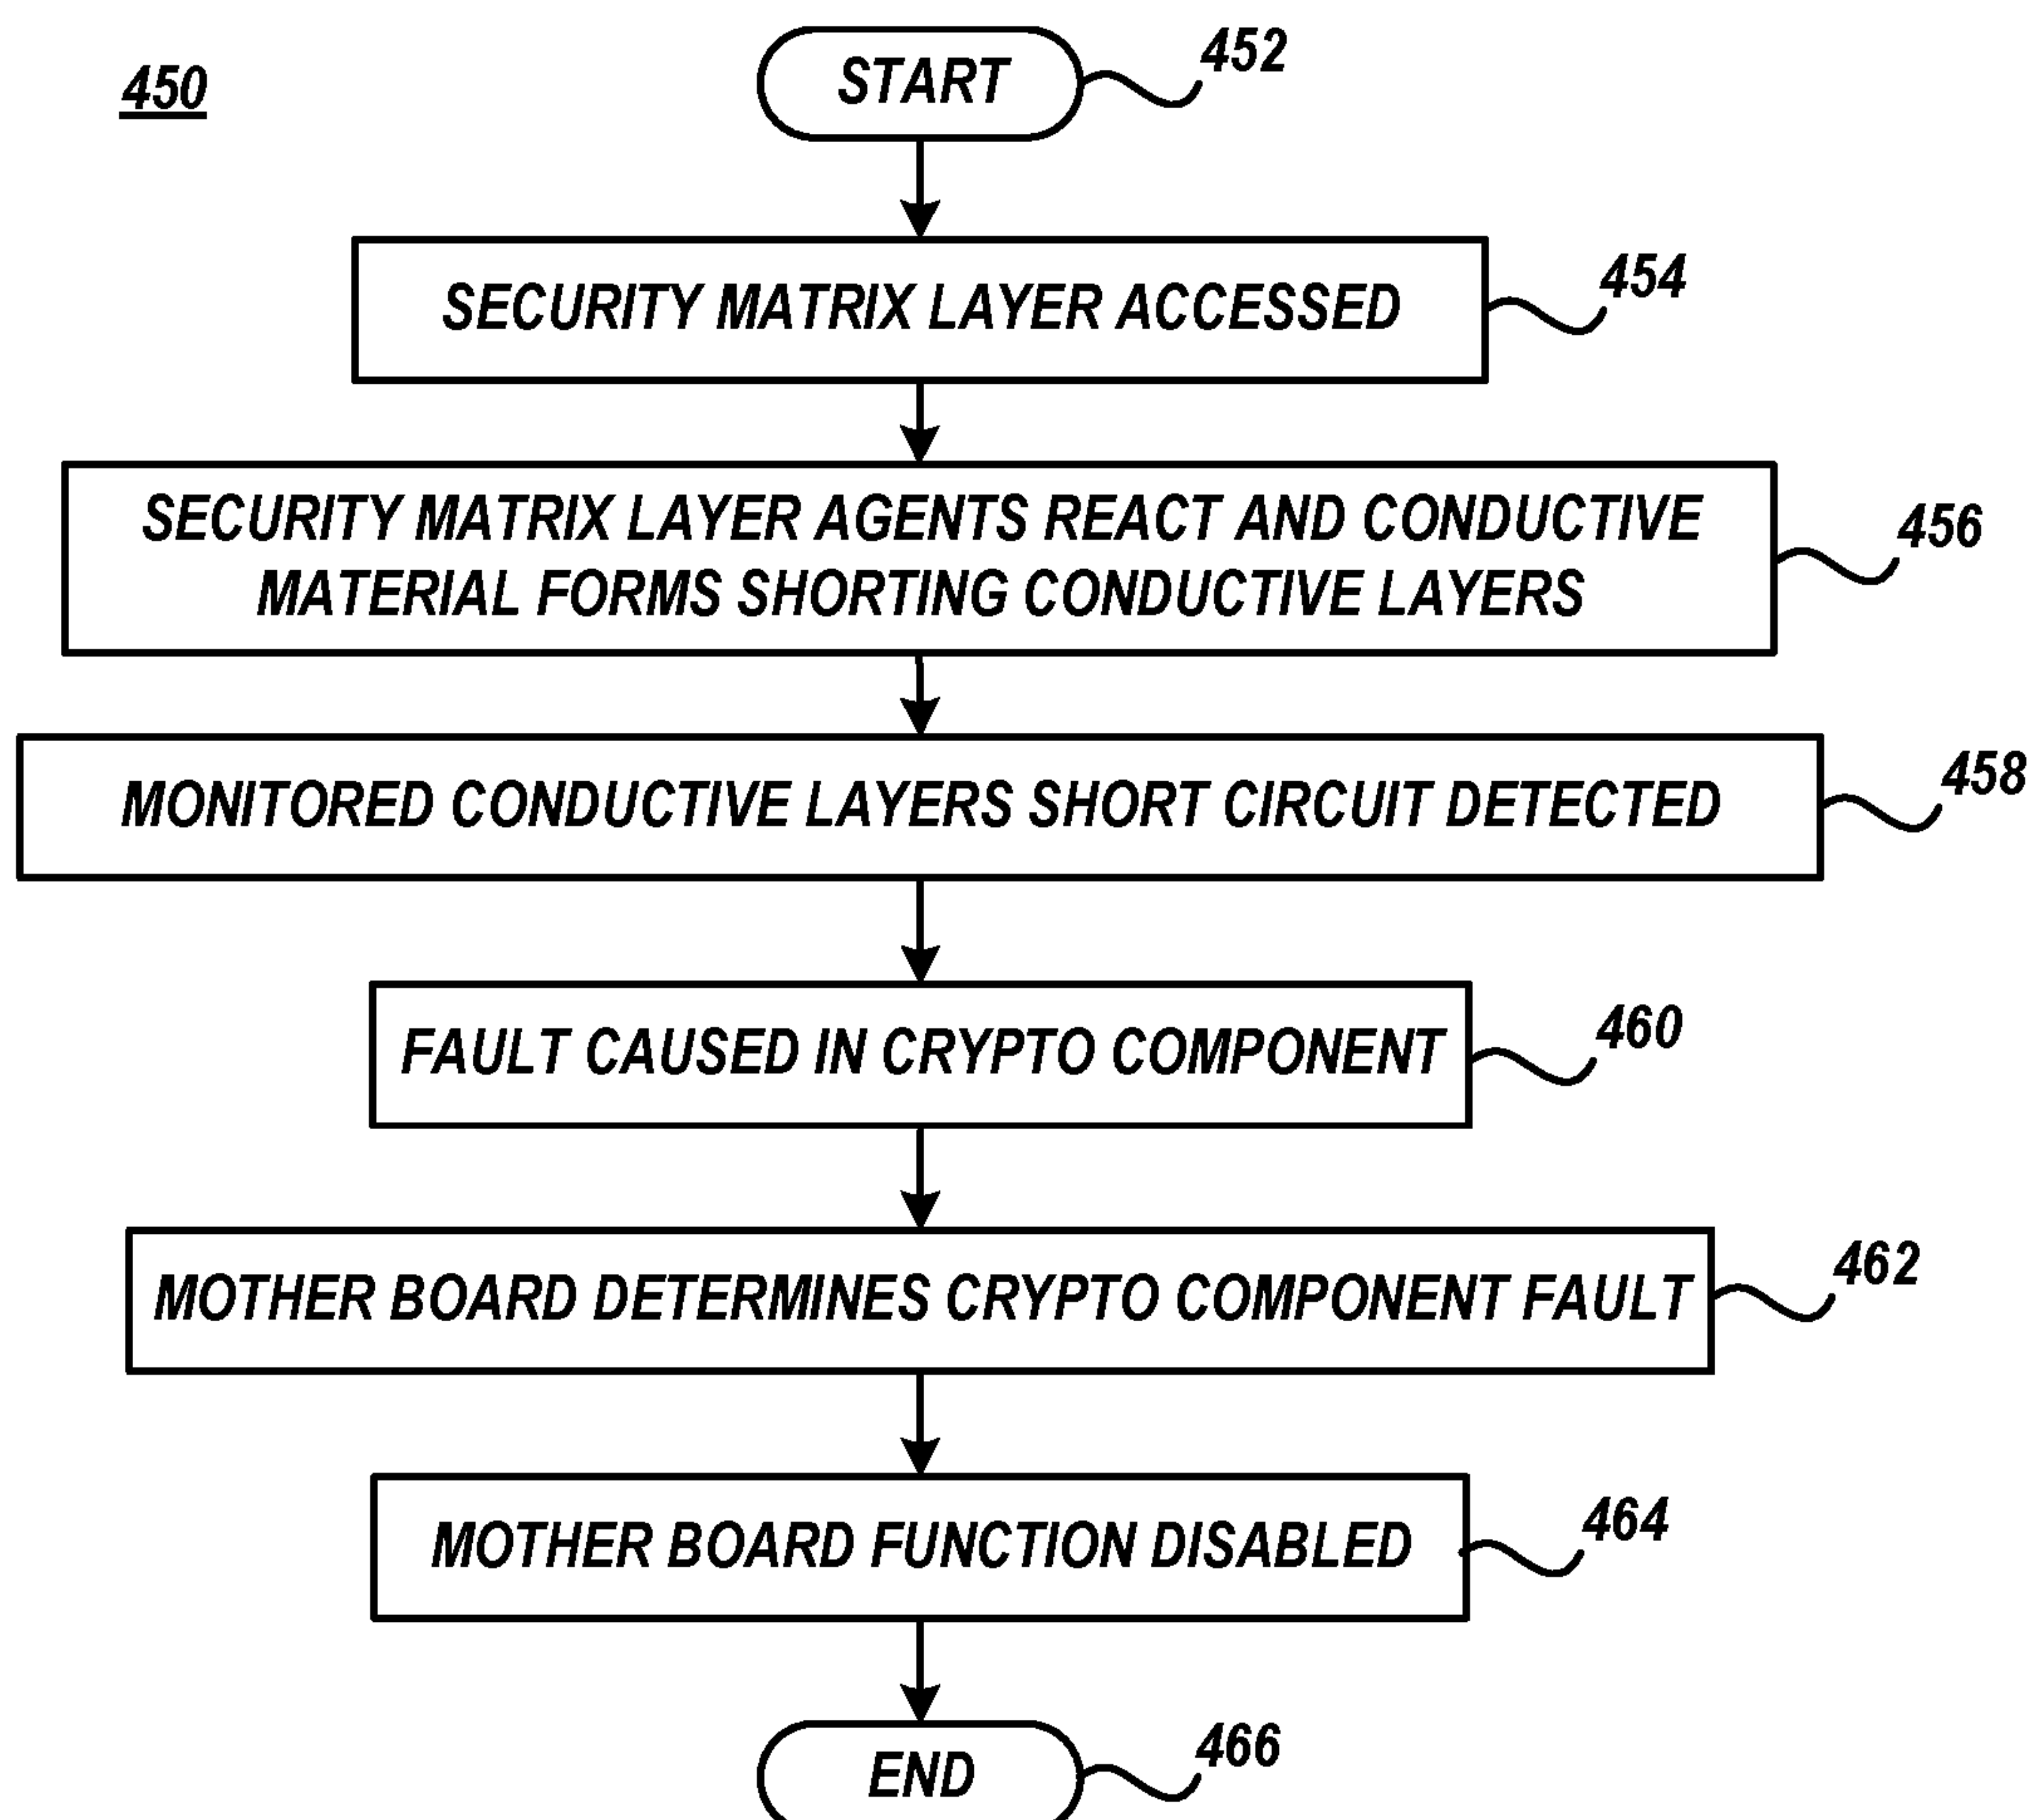 450
START
452
SECURITY MATRIX LAYER ACCESSED
454
SECURITY MATRIX LAYER AGENTS REACT AND CONDUCTIVE
MATERIAL FORMS SHORTING CONDUCTIVE LAYERS
456
MONITORED CONDUCTIVE LAYERS SHORT CIRCUIT DETECTED
458
FAULT CAUSED IN CRYPTO COMPONENT
460
MOTHER BOARD DETERMINES CRYPTO COMPONENT FAULT
462
MOTHER BOARD FUNCTION DISABLED
464
END
466